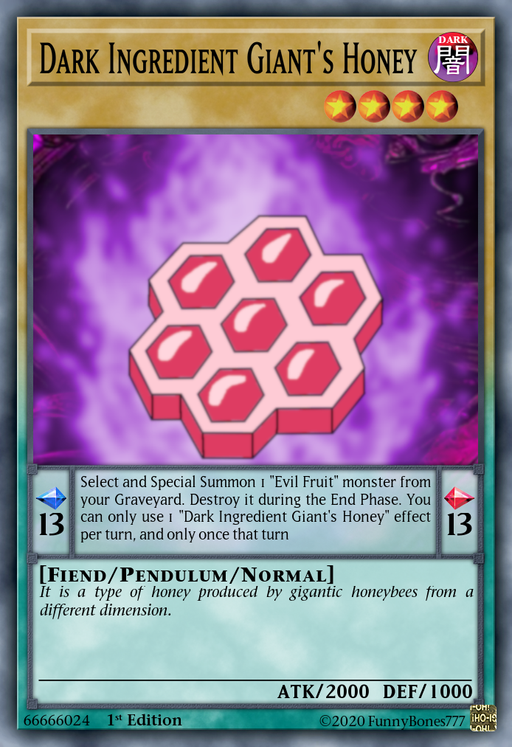 Dark Ingredient Giant's Honey
DARK
闇
Select and Special Summon 1 "Evil Fruit" monster from
your Graveyard. Destroy it during the End Phase. You
can only use 1 "Dark Ingredient Giant's Honey" effect
per turn, and only once that turn
13
13
[Fiend/Pendulum/Normal]
It is a type of honey produced by gigantic honeybees from a
different dimension.
ATK/2000 DEF/1000
66666024 1st Edition ©2020 FunnyBones777